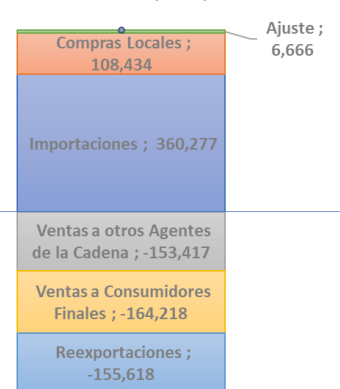 Ajuste ;
6,666
Compras Locales ;
108,434
Importaciones ; 360,277
Ventas a otros Agentes
de la Cadena ; -153,417
Ventas a Consumidores
Finales ; -164,218
Reexportaciones ;
-155,618